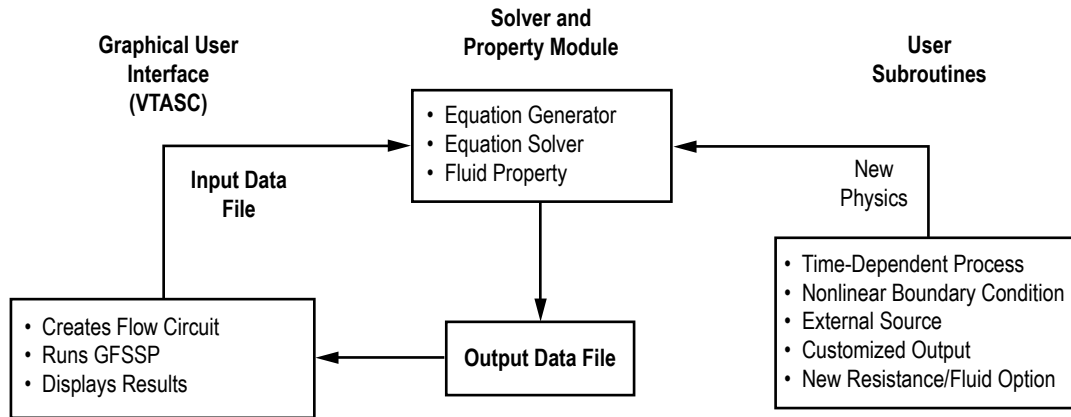 Graphical User
Interface
(VTASC)
Solver and
Property Module
User
Subroutines
• Equation Generator
• Equation Solver
• Fluid Property
Input Data
File
New
Physics
• Creates Flow Circuit
• Runs GFSSP
• Displays Results
Output Data File
• Time-Dependent Process
• Nonlinear Boundary Condition
• External Source
• Customized Output
• New Resistance/Fluid Option